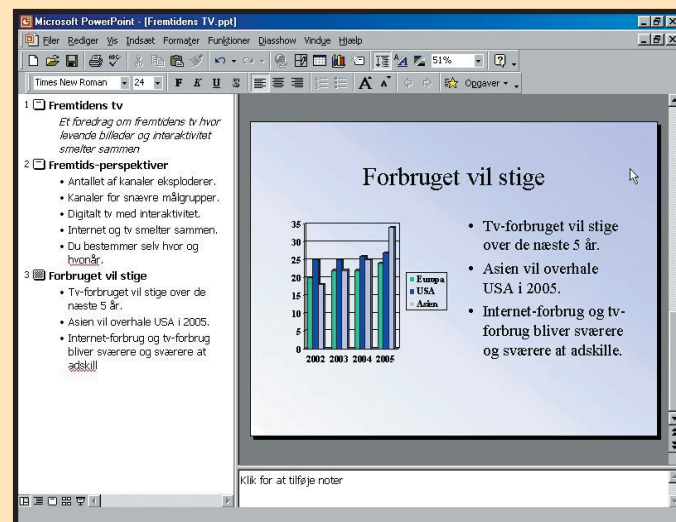 Microsoft PowerPoint - [Fremtidens TV.ppt]
Filer Rediger Vis Indsæt Formater Funktioner Diasshow Vindue Hjælp
51%
Times New Roman 24 F K U S Opgaver
1 Fremtidens tv
Et foredrag om fremtidens tv hvor
levende billeder og interaktivitet
smelter sammen
2 Fremtids-perspektiver
• Antallet af kanaler eksploderer.
• Kanaler for snævre målgrupper.
• Digitalt tv med interaktivitet.
• Internet og tv smelter sammen.
• Du bestemmer selv hvor og
hvonår.
3 Forbruget vil stige
• Tv-forbruget vil stige over de
næste 5 år.
• Asien vil overhale USA i 2005.
• Internet-forbrug og tv-forbrug
bliver sværere og sværere at
adskill
Forbruget vil stige
35
30
25
20
15
10
5
0
2002 2003 2004 2005
Europa
USA
Asien
• Tv-forbruget vil stige
over de næste 5 år.
• Asien vil overhale
USA i 2005.
• Internet-forbrug og tv-
forbrug bliver sværere
og sværere at adskille.
Klik for at tilføje noter